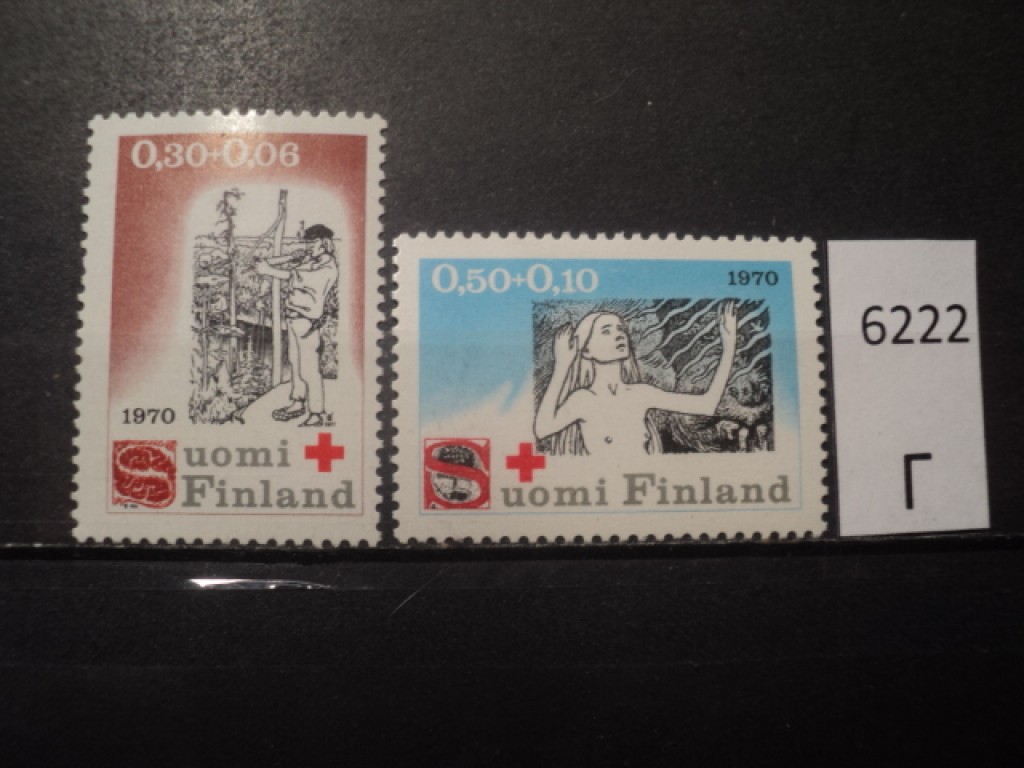 0,30+0,06
1970
Suomi
Finland
0,50+0,10
1970
Suomi Finland
6222
Г